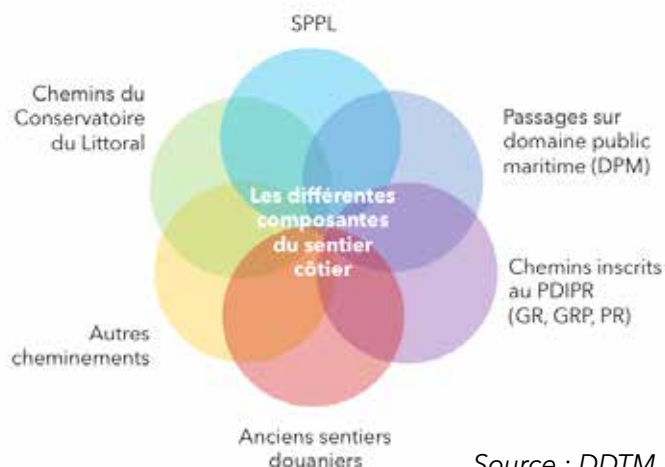 SPPL
Chemins du
Conservatoire
du Littoral
Passages sur
domaine public
maritime (DPM)
Les différentes
composantes
du sentier
côtier
Chemins inscrits
au PDIPR
(GR, GRP, PR)
Autres
cheminements
Anciens sentiers
douaniers
Source : DDTM